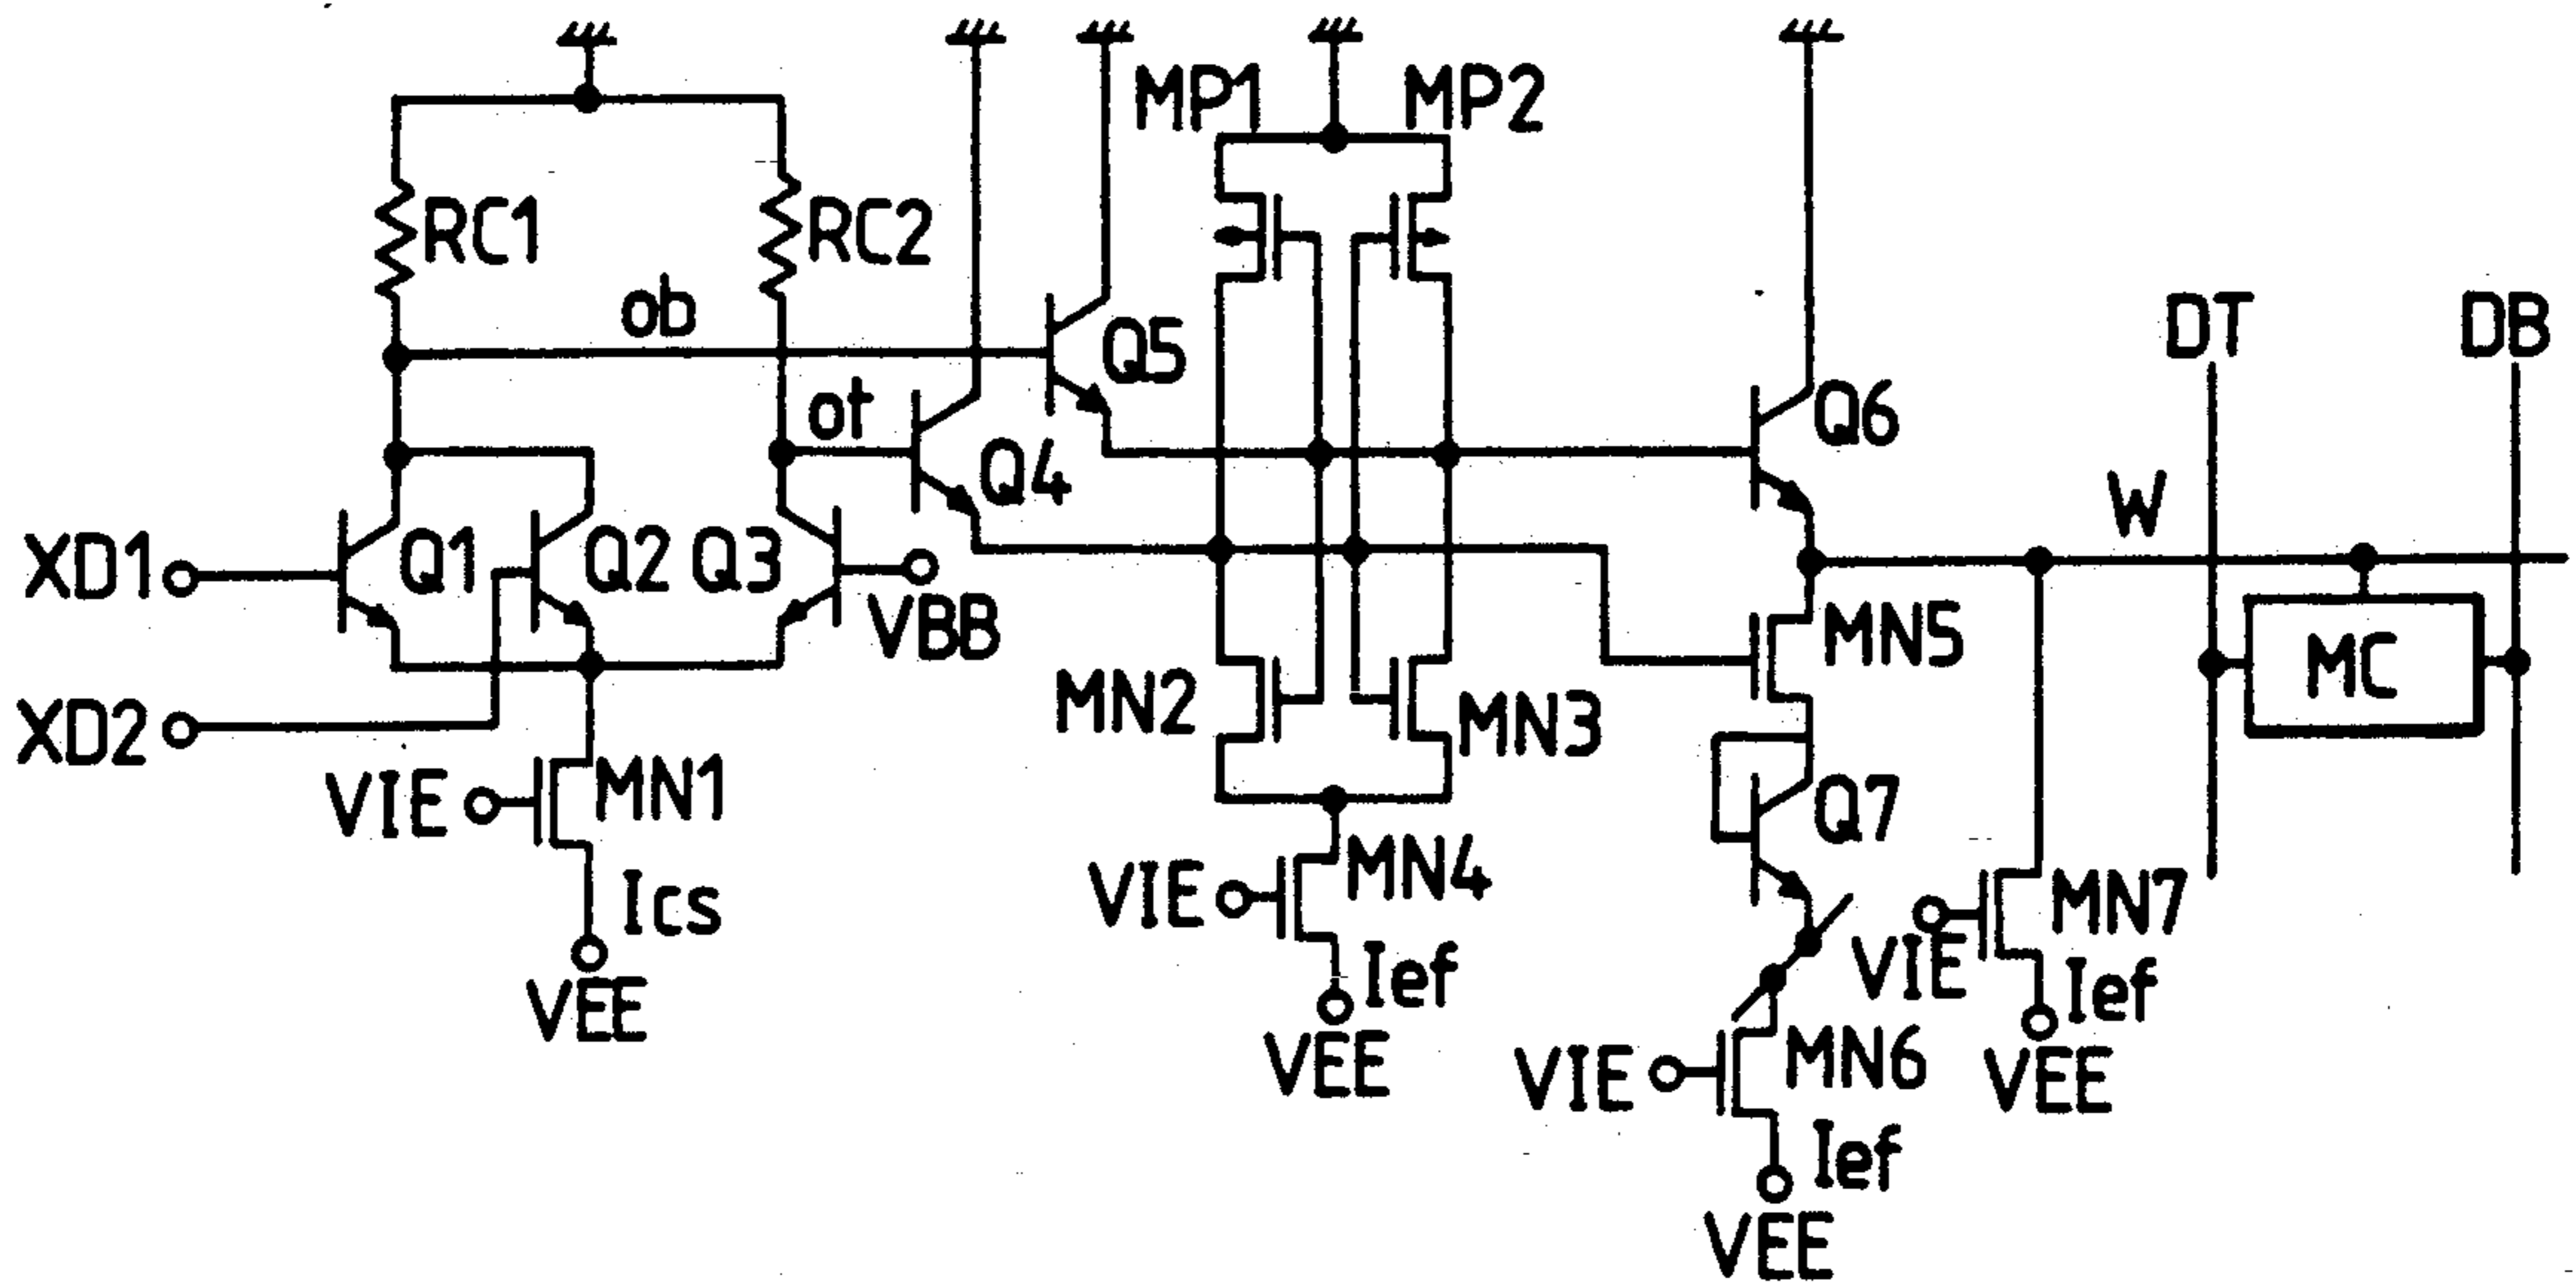 MP1
MP2
RC1
RC2
ob
Q5
DT
DB
ot
Q4
Q6
W
XD1
Q1
Q2
Q3
VBB
MN5
MC
XD2
MN2
MN3
VIE
MN1
Q7
Ics
VEE
VIE
MN4
Ief
VEE
VIE
MN7
Ief
VEE
VIE
MN6
Ief
VEE